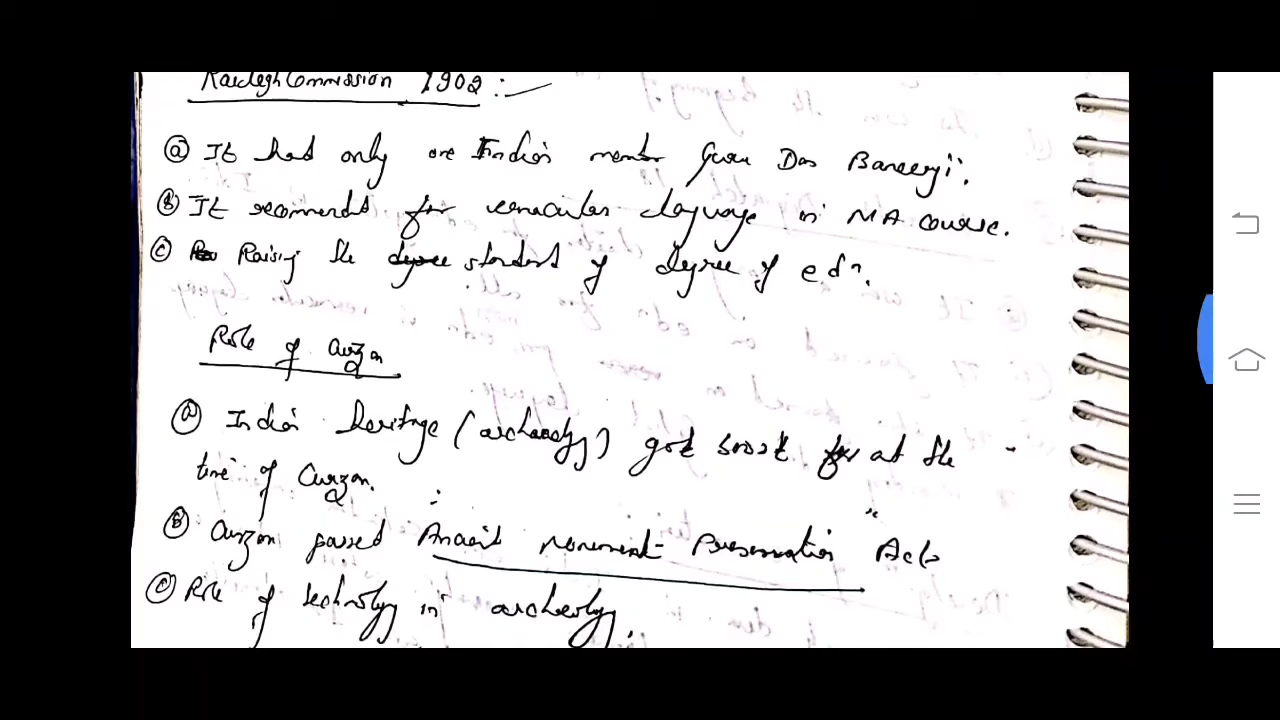 Raleigh Commission 1902 :-
ⓐ It had only one Indian member Guru Das Banerji.
ⓑ It recommends for vernacular language in MA course.
ⓒ Raising the standard of degree of edn.
Role of Curzon
ⓐ Indian heritage (archaeology) got boost at the
time of Curzon.
ⓑ Curzon passed Ancient Monument Preservation Act
ⓒ Role of technology in archeology.